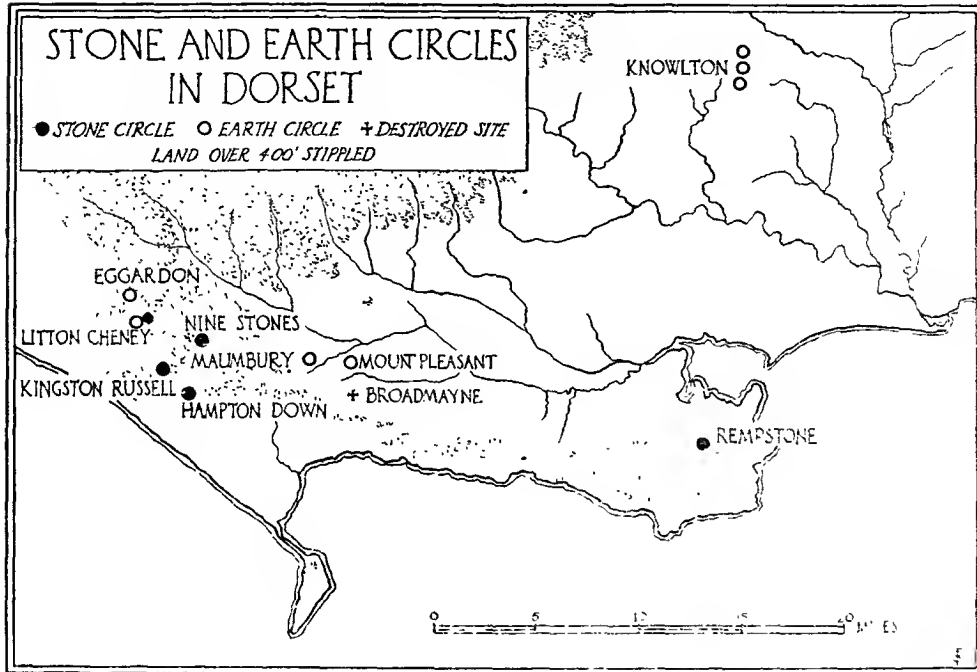 STONE AND EARTH CIRCLES
IN DORSET
STONE CIRCLE EARTH CIRCLE + DESTROYED SITE
LAND OVER 400' STIPPLED
KNOWLTON
EGGARDON
LITTON CHENEY
NINE STONES
MAUMBURY
MOUNT PLEASANT
KINGSTON RUSSELL
BROADMAYNE
HAMPTON DOWN
REMPSTONE
0 5 10 15 20 MILES